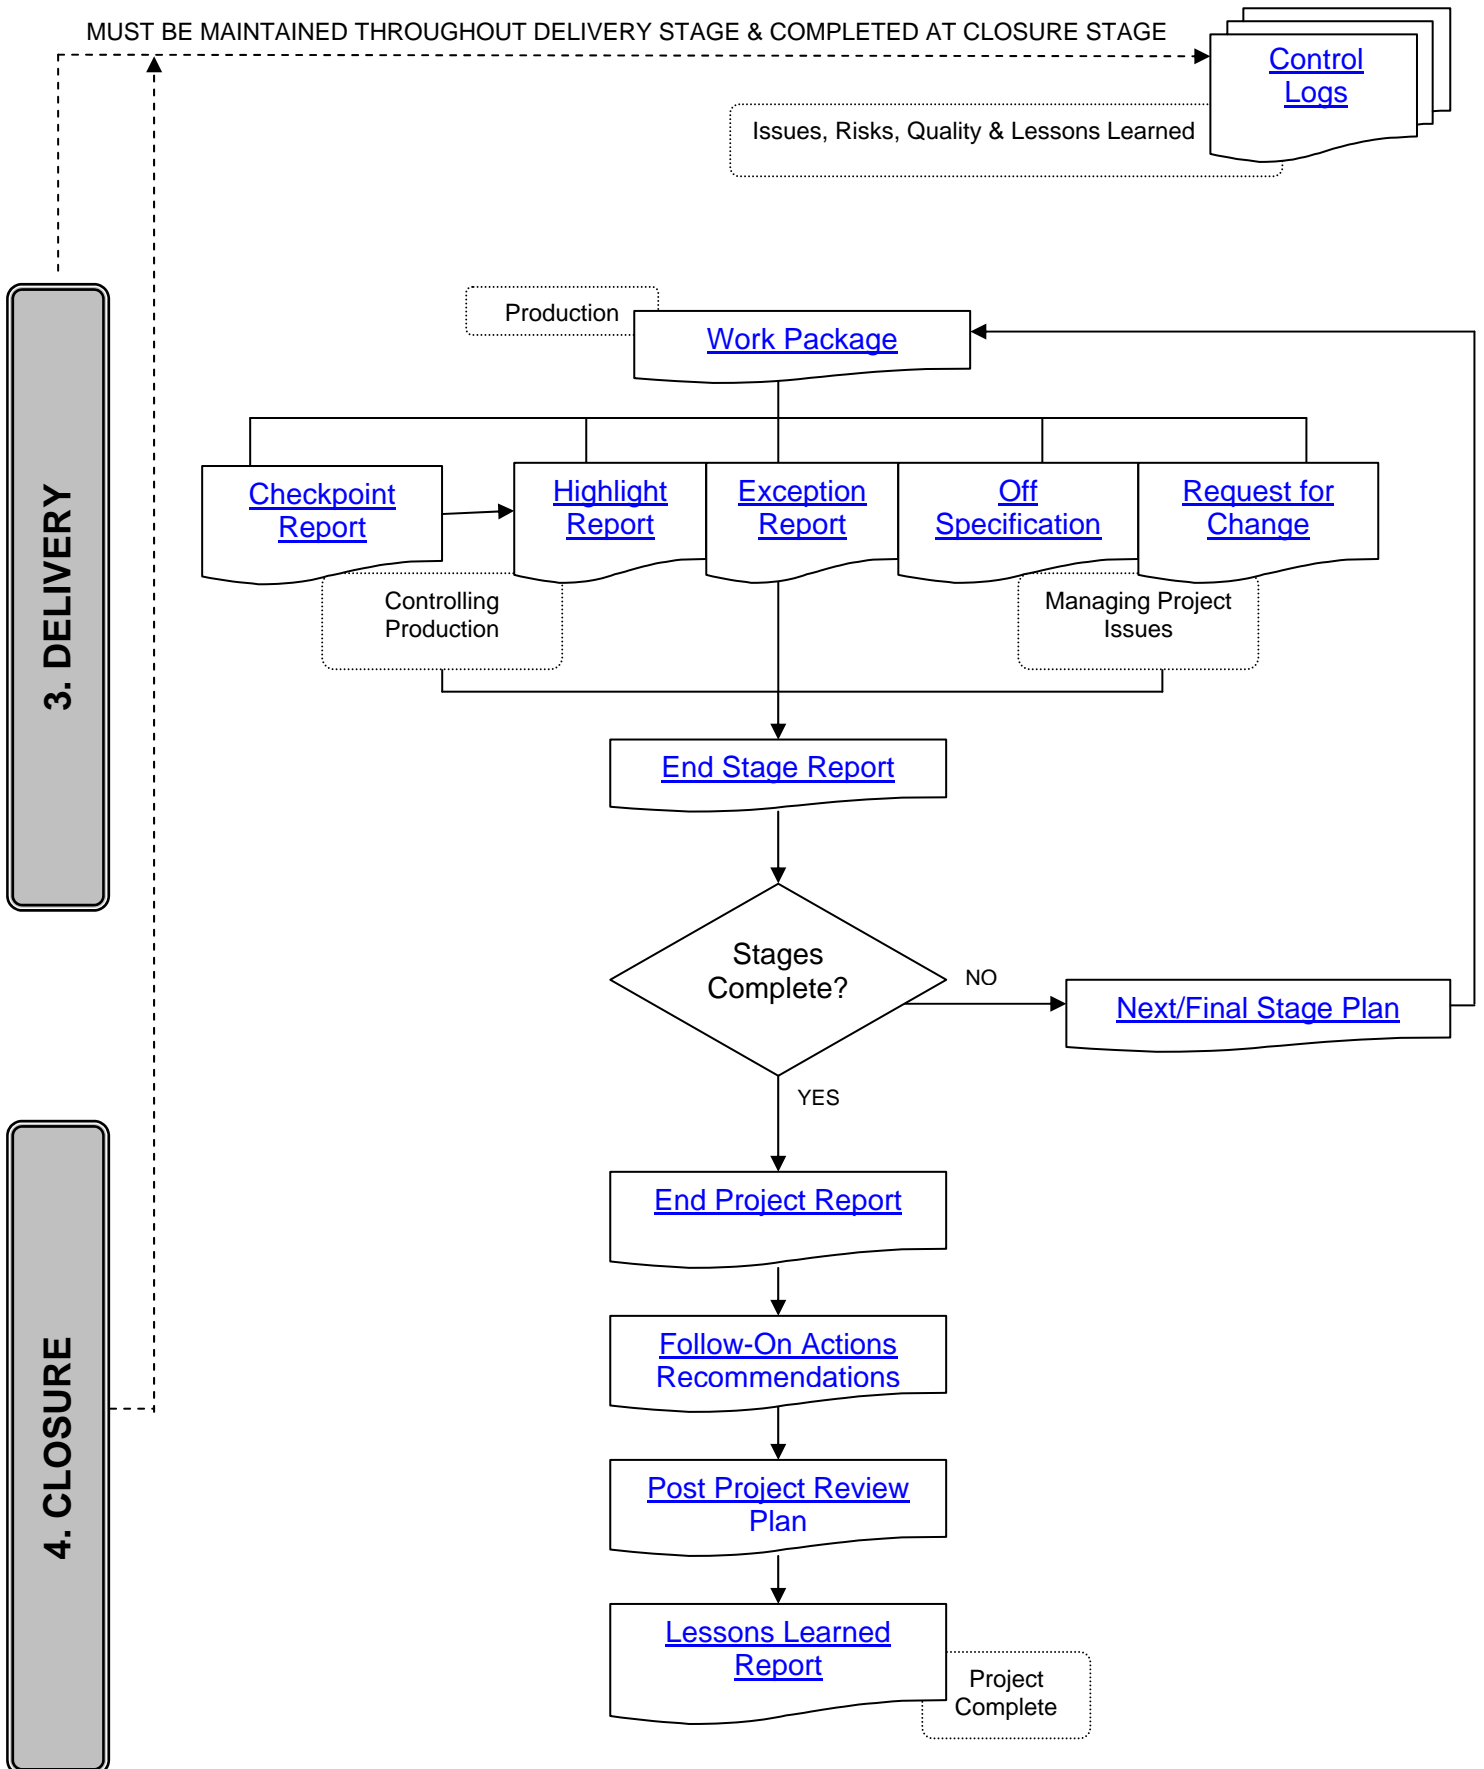 MUST BE MAINTAINED THROUGHOUT DELIVERY STAGE & COMPLETED AT CLOSURE STAGE
Control
Logs
Issues, Risks, Quality & Lessons Learned
3. DELIVERY
Production
Work Package
Checkpoint
Report
Highlight
Report
Exception
Report
Off
Specification
Request for
Change
Controlling
Production
Managing Project
Issues
End Stage Report
Stages
Complete?
NO
Next/Final Stage Plan
YES
4. CLOSURE
End Project Report
Follow-On Actions
Recommendations
Post Project Review
Plan
Lessons Learned
Report
Project
Complete